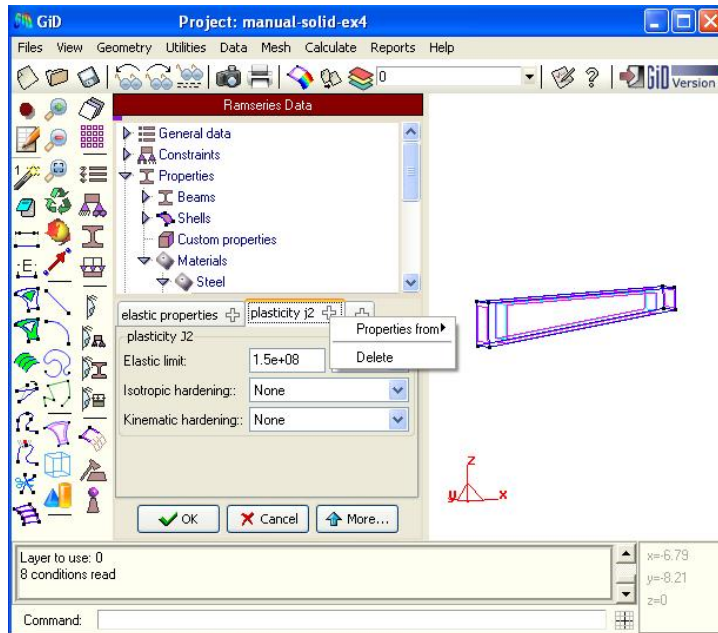 GiD Project: manual-solid-ex4
Files View Geometry Utilities Data Mesh Calculate Reports Help
0
GiD Version
Ramseries Data
General data
Constraints
Properties
Beams
Shells
Custom properties
Materials
Steel
elastic properties
plasticity j2
Properties from
Delete
plasticity J2
Elastic limit: 1.5e+08
Isotropic hardening:: None
Kinematic hardening:: None
OK Cancel More...
z
y x
Layer to use: 0
8 conditions read
x=-6.79
y=-8.21
z=0
Command: